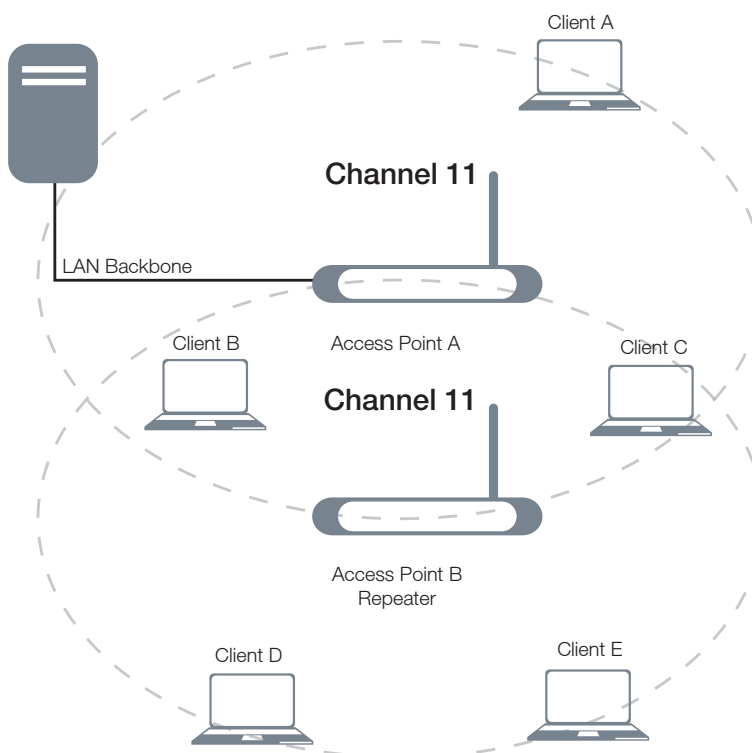 Client A
Channel 11
LAN Backbone
Client B
Access Point A
Client C
Channel 11
Access Point B
Repeater
Client D
Client E